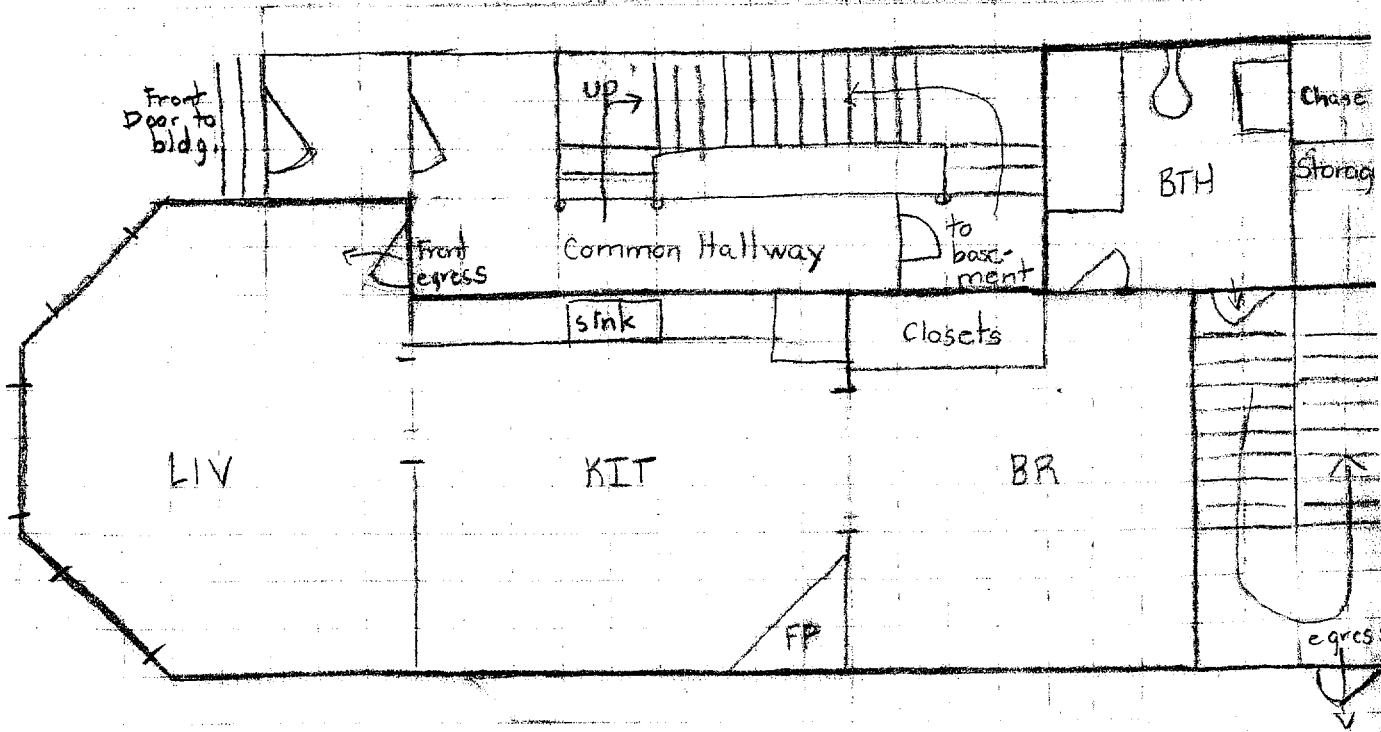 Front
Door to
bldg.
UP
Chase
Storag
BTH
Front
egress
Common Hallway
to
base-
ment
sink
Closets
LIV
KIT
BR
FP
egres